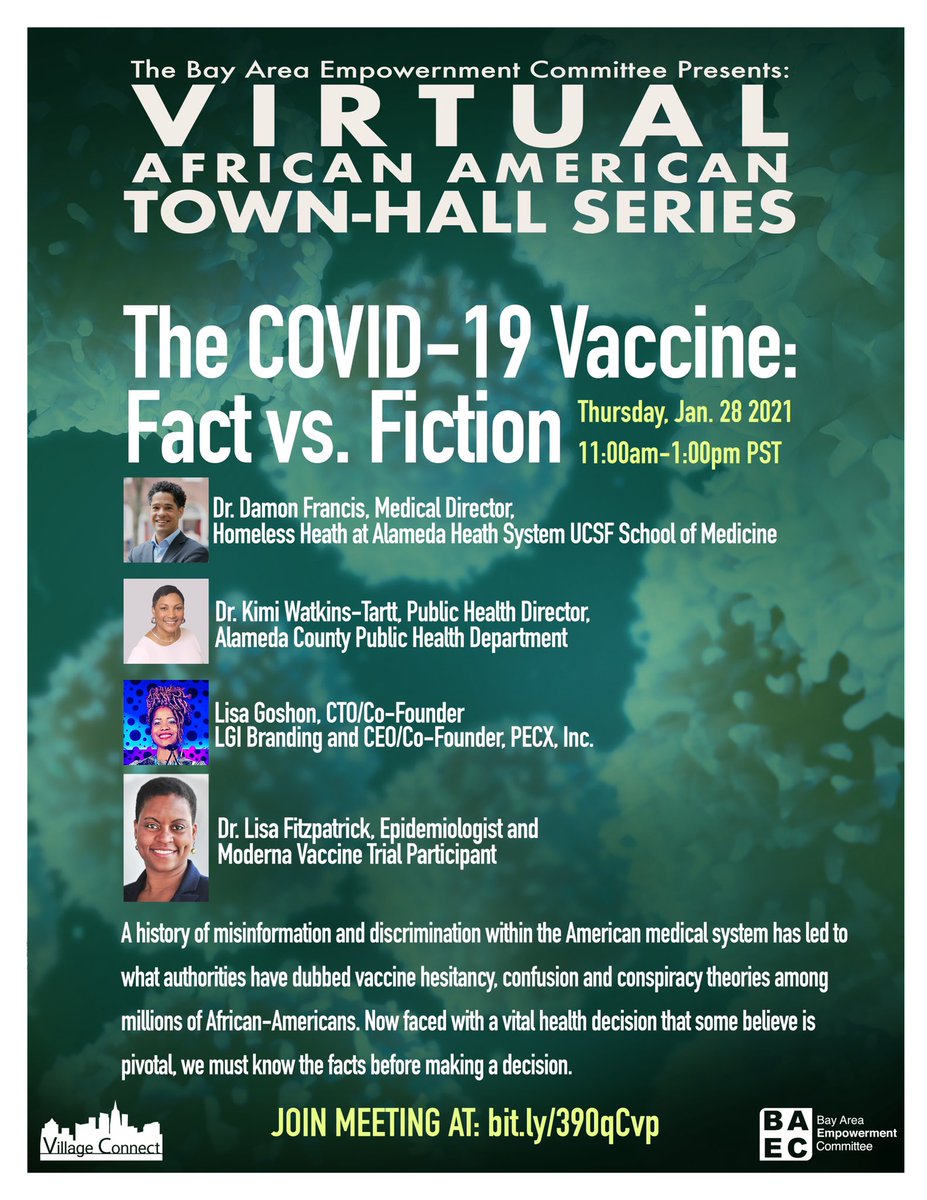 The Bay Area Empowernment Committee Presents:
VIRTUAL
AFRICAN AMERICAN
TOWN-HALL SERIES
The COVID-19 Vaccine:
Fact vs. Fiction
Thursday, Jan. 28 2021
11:00am-1:00pm PST
Dr. Damon Francis, Medical Director,
Homeless Heath at Alameda Heath System UCSF School of Medicine
Dr. Kimi Watkins-Tartt, Public Health Director,
Alameda County Public Health Department
Lisa Goshon, CTO/Co-Founder
LGI Branding and CEO/Co-Founder, PECX, Inc.
Dr. Lisa Fitzpatrick, Epidemiologist and
Moderna Vaccine Trial Participant
A history of misinformation and discrimination within the American medical system has led to
what authorities have dubbed vaccine hesitancy, confusion and conspiracy theories among
millions of African-Americans. Now faced with a vital health decision that some believe is
pivotal, we must know the facts before making a decision.
JOIN MEETING AT: bit.ly/390qCvp
Village Connect
BA
EC
Bay Area
Empowerment
Committee